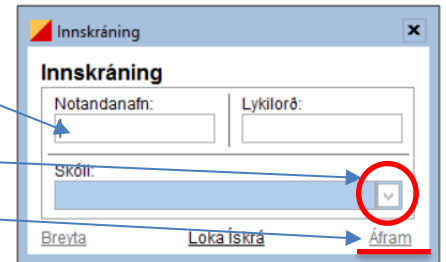 Innskráning
Innskráning
Notandanafn: Lykilorð:
Skóli:
Breyta Loka Ískrá Áfram